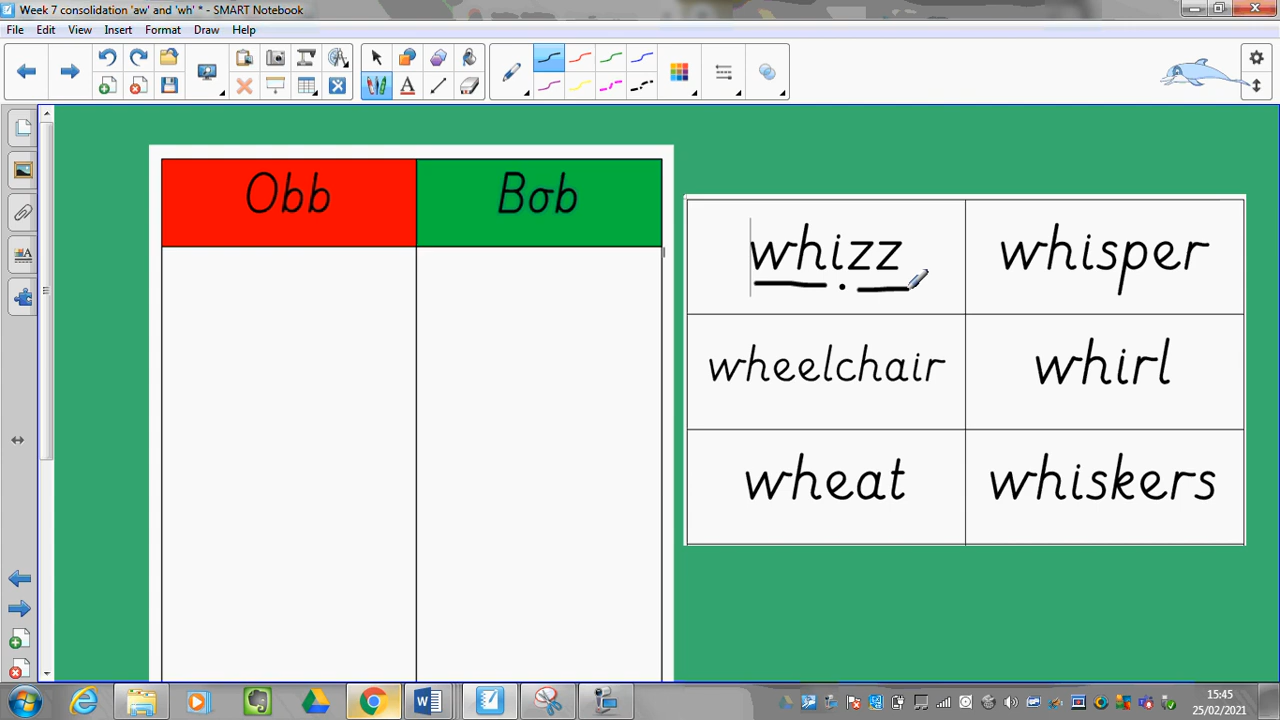 Week 7 consolidation 'aw' and 'wh' * - SMART Notebook
File Edit View Insert Format Draw Help
Obb Bob
whizz whisper
wheelchair whirl
wheat whiskers
15:45
25/02/2021